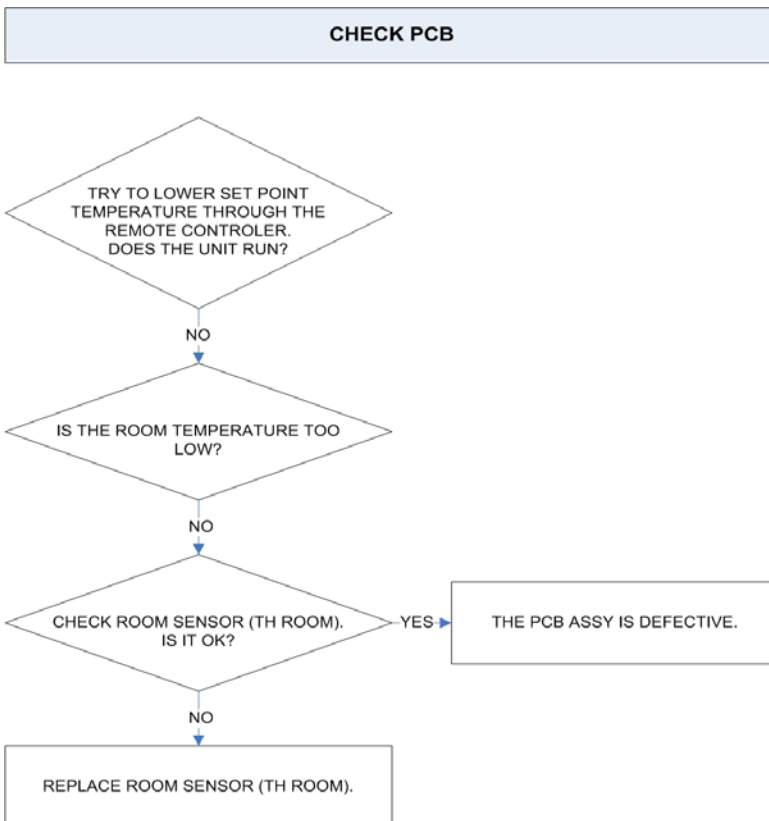 CHECK PCB
TRY TO LOWER SET POINT
TEMPERATURE THROUGH THE
REMOTE CONTROLER.
DOES THE UNIT RUN?
NO
IS THE ROOM TEMPERATURE TOO
LOW?
NO
CHECK ROOM SENSOR (TH ROOM).
IS IT OK?
YES
THE PCB ASSY IS DEFECTIVE.
NO
REPLACE ROOM SENSOR (TH ROOM).